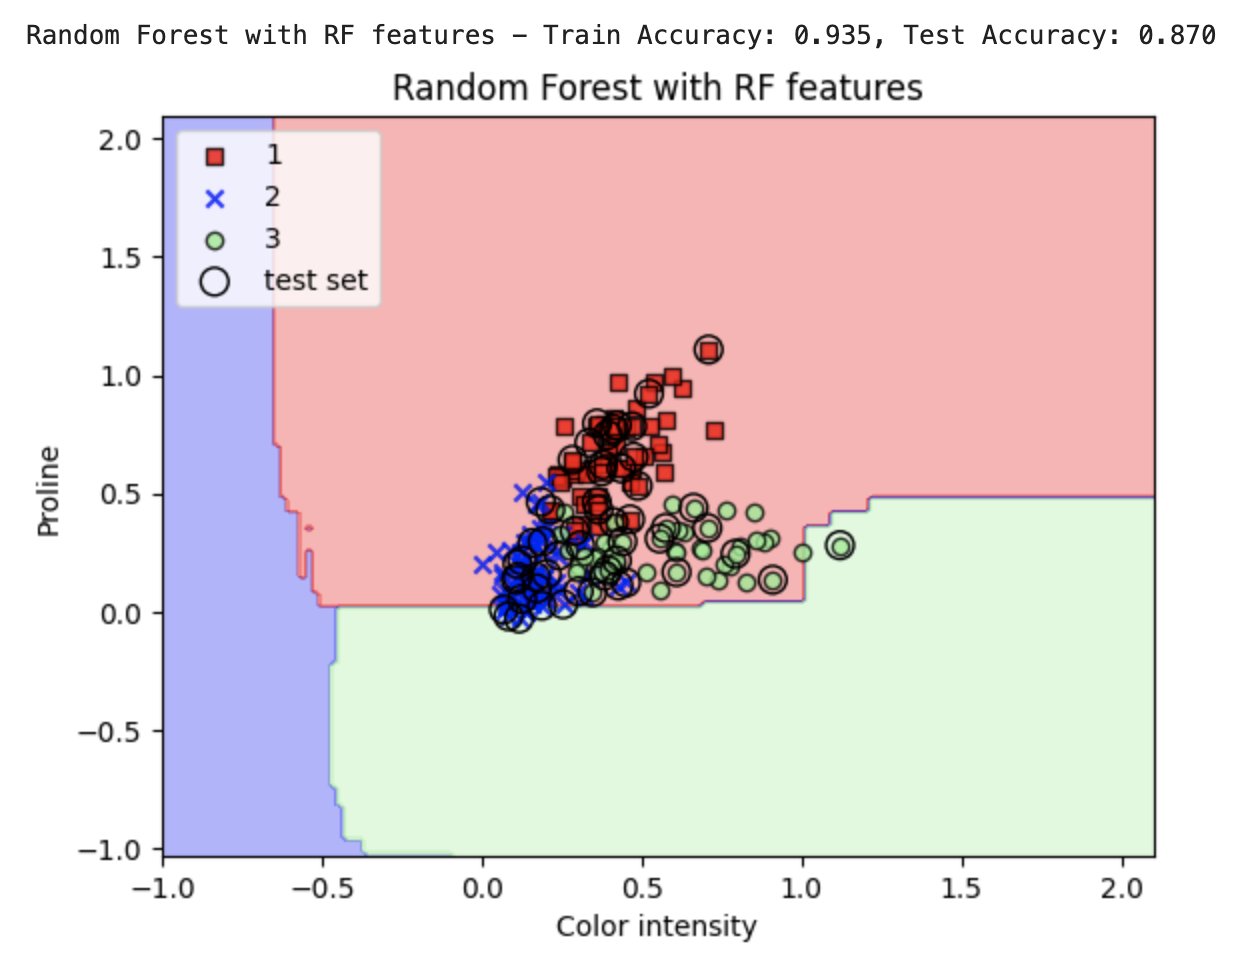 Random Forest with RF features – Train Accuracy: 0.935, Test Accuracy: 0.870
Random Forest with RF features
1
2
3
test set
2.0
1.5
1.0
0.5
0.0
−0.5
−1.0
Proline
−1.0 −0.5 0.0 0.5 1.0 1.5 2.0
Color intensity